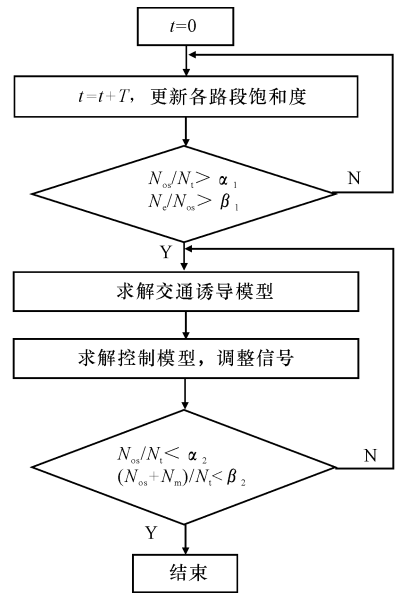 t=0
t=t+T，更新各路段饱和度
Nos/Nt> α1
Ne/Nos> β1
N
Y
求解交通诱导模型
求解控制模型，调整信号
Nos/Nt< α2
(Nos+Nm)/Nt<β2
N
Y
结束